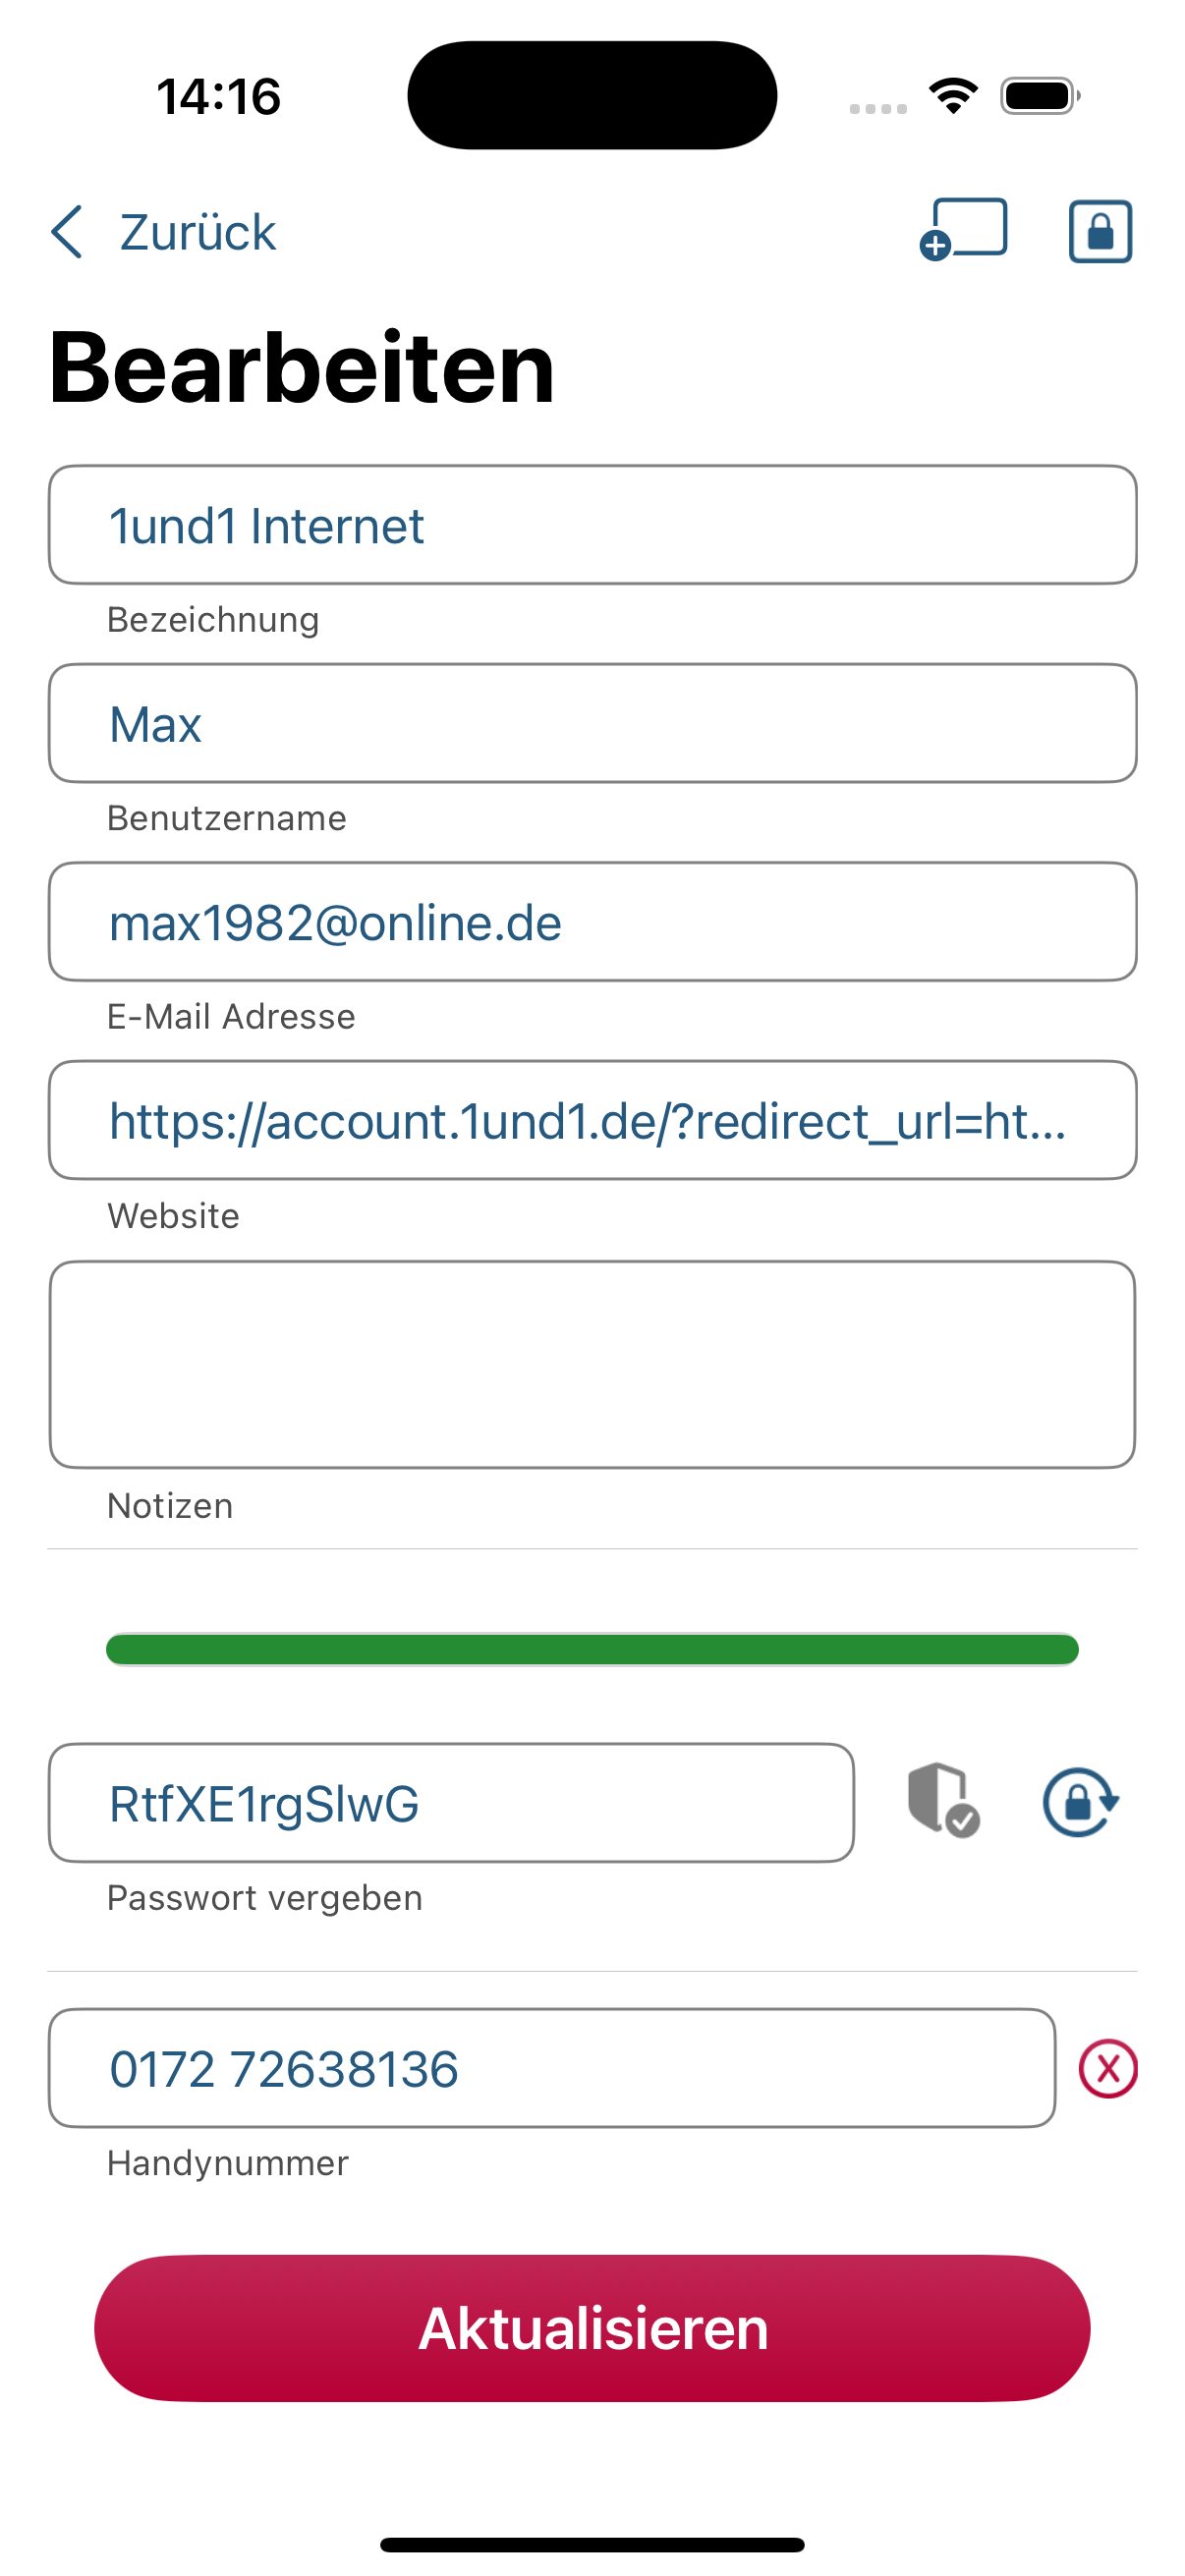 14:16
Zurück
Bearbeiten
1und1 Internet
Bezeichnung
Max
Benutzername
max1982@online.de
E-Mail Adresse
https://account.1und1.de/?redirect_url=ht...
Website
Notizen
RtfXE1rgSlwG
Passwort vergeben
0172 72638136
Handynummer
Aktualisieren